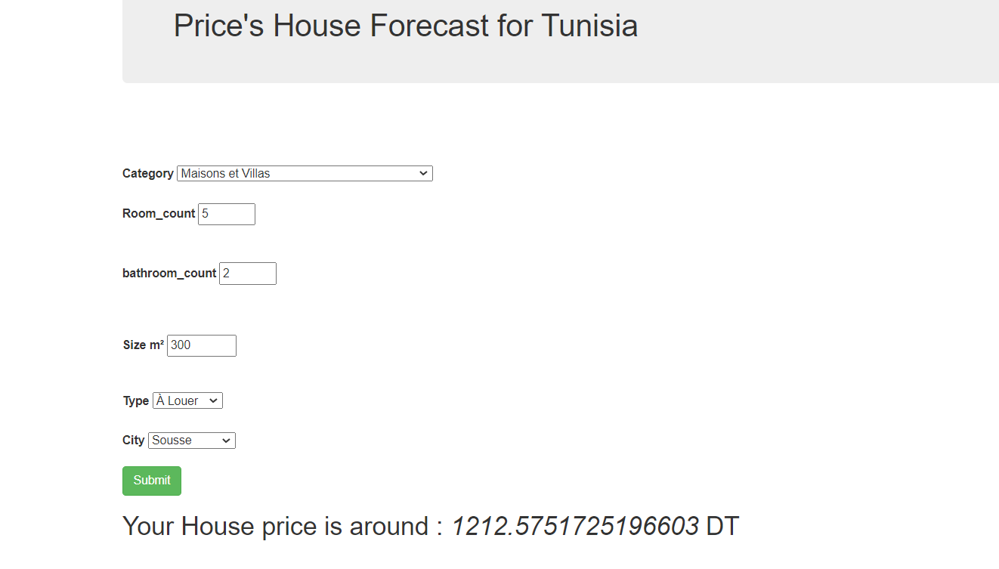 Price's House Forecast for Tunisia
Category Maisons et Villas
Room_count 5
bathroom_count 2
Size m² 300
Type À Louer
City Sousse
Submit
Your House price is around : 1212.5751725196603 DT